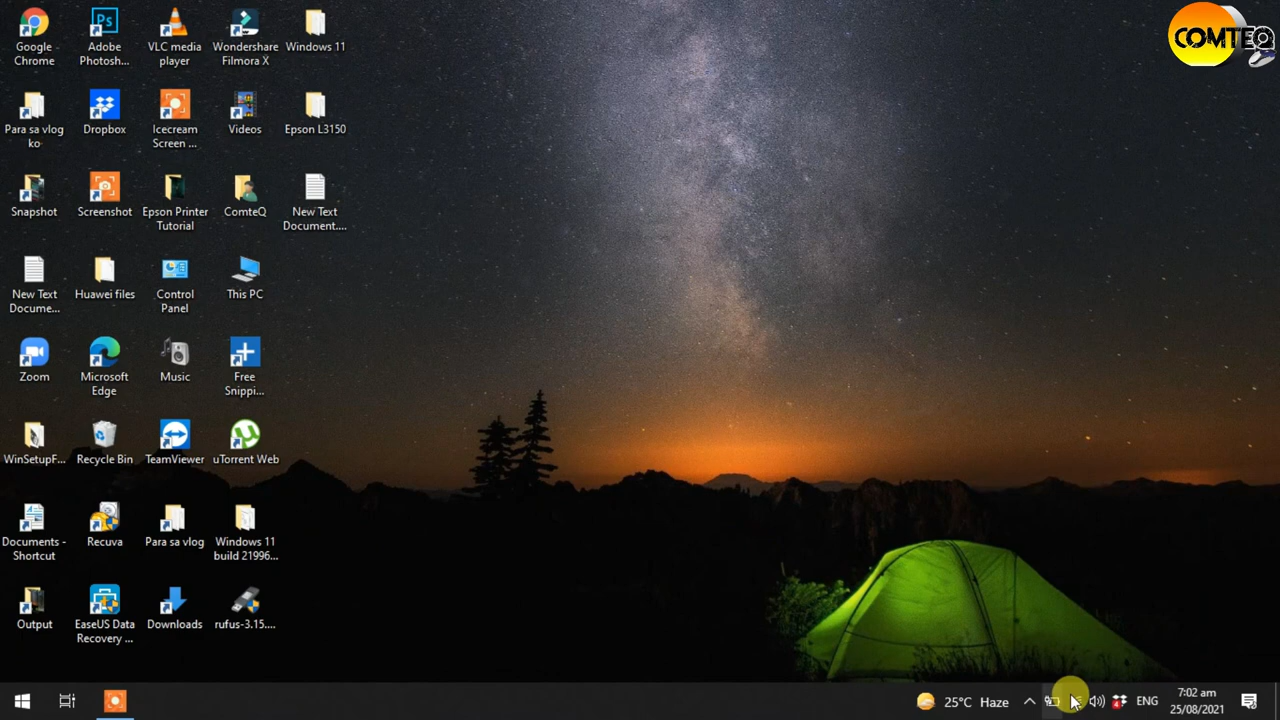 COMTEQ
Google
Chrome
Adobe
Photosh...
VLC media
player
Wondershare
Filmora X
Windows 11
Para sa vlog
ko
Dropbox
Icecream
Screen ...
Videos
Epson L3150
Snapshot
Screenshot
Epson Printer
Tutorial
ComteQ
New Text
Document....
New Text
Docume...
Huawei files
Control
Panel
This PC
Zoom
Microsoft
Edge
Music
Free
Snippi...
WinSetupF...
Recycle Bin
TeamViewer
uTorrent Web
Documents -
Shortcut
Recuva
Para sa vlog
Windows 11
build 21996...
Output
EaseUS Data
Recovery ...
Downloads
rufus-3.15....
25°C Haze
ENG
7:02 am
25/08/2021